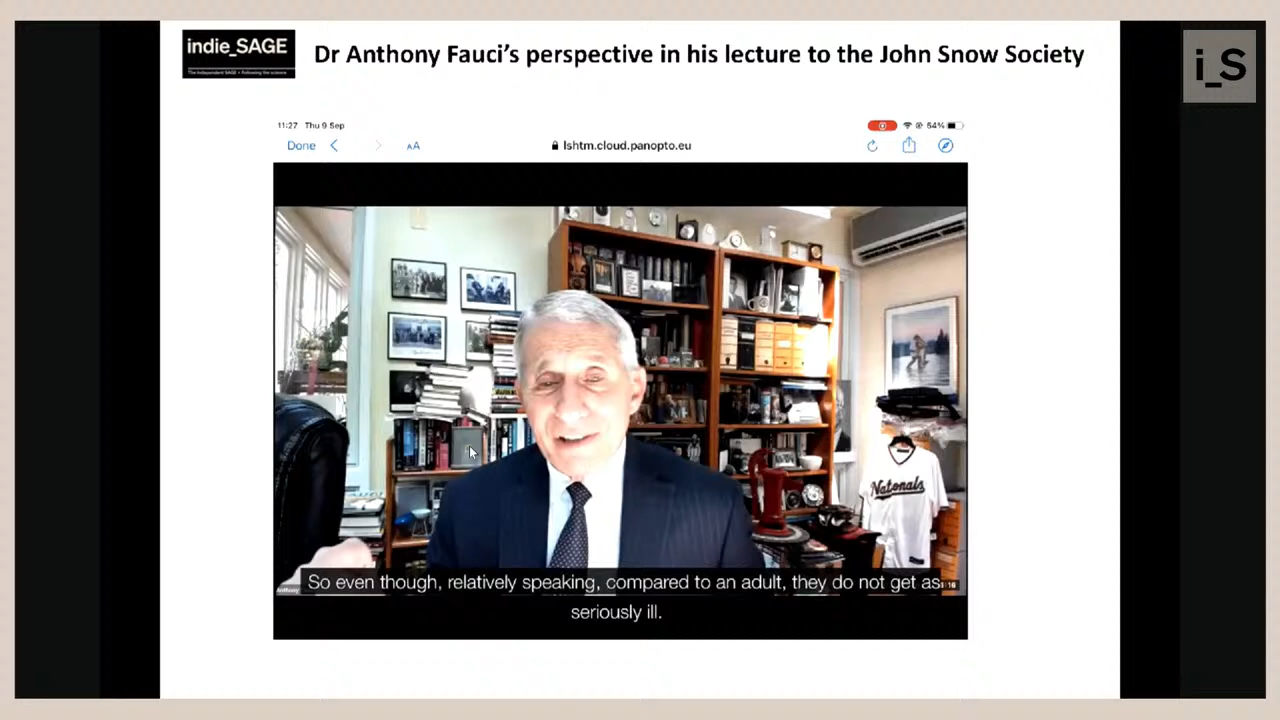 indie_SAGE
The Independent SAGE • Following the science
i_S
Dr Anthony Fauci's perspective in his lecture to the John Snow Society
11:27 Thu 9 Sep
54%
Done
AA
lshtm.cloud.panopto.eu
Nationals
Anthony
So even though, relatively speaking, compared to an adult, they do not get as
seriously ill.